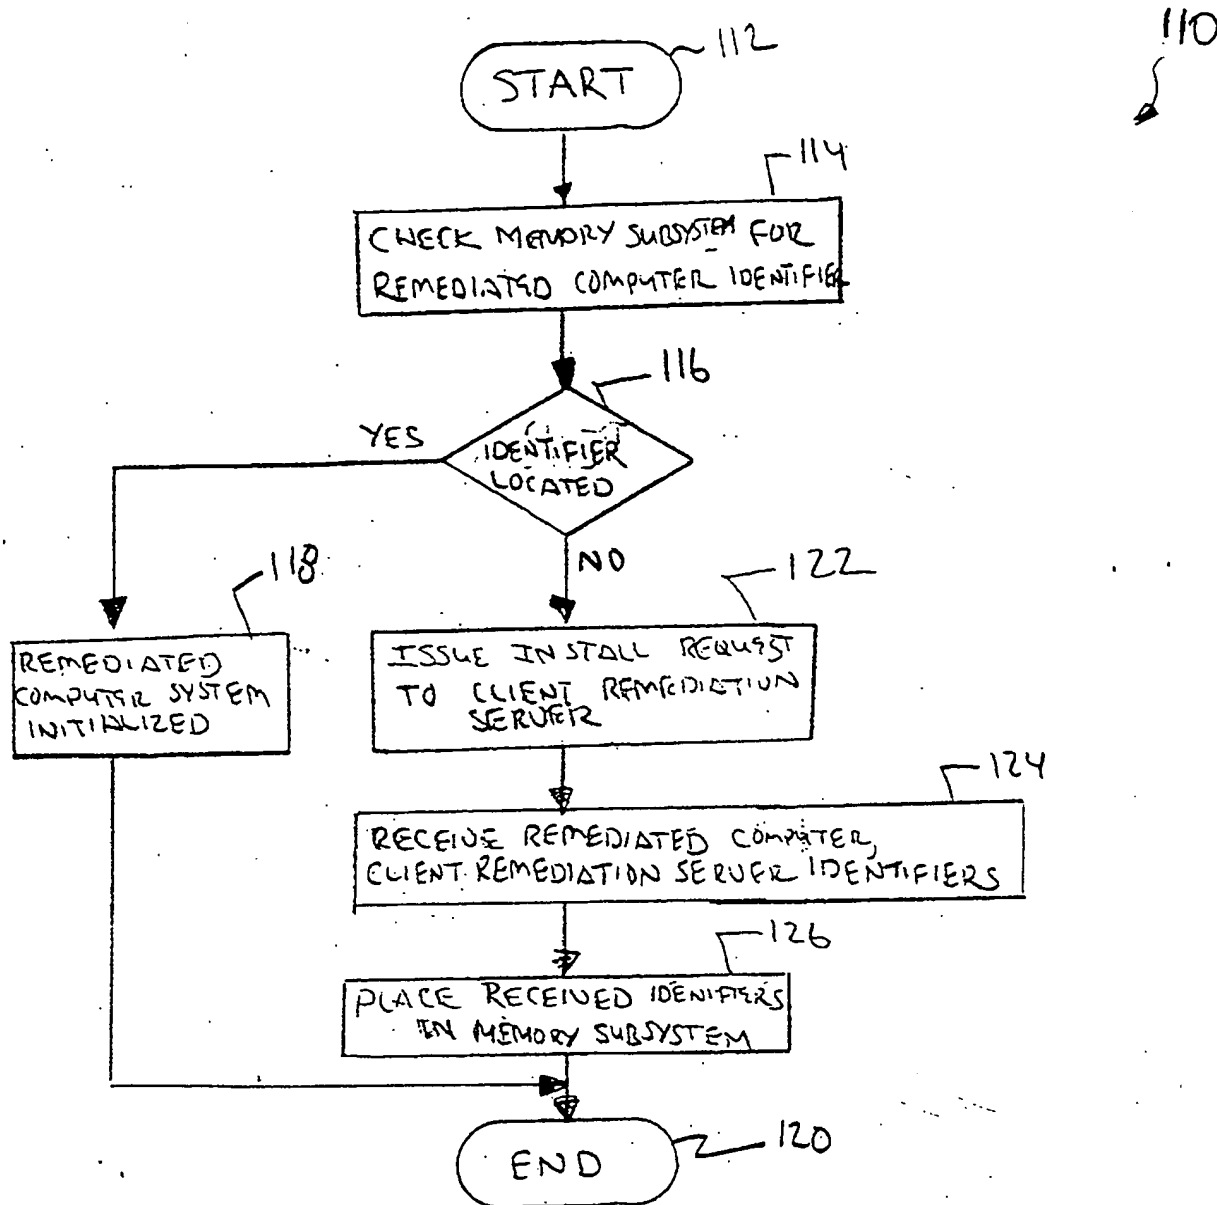 110
112
START
114
CHECK MEMORY SUBSYSTEM FOR
REMEDIATED COMPUTER IDENTIFIER
116
YES
IDENTIFIER
LOCATED
NO
118
122
REMEDIATED
COMPUTER SYSTEM
INITIALIZED
ISSUE INSTALL REQUEST
TO CLIENT REMEDIATION
SERVER
124
RECEIVE REMEDIATED COMPUTER,
CLIENT REMEDIATION SERVER IDENTIFIERS
126
PLACE RECEIVED IDENIFIERS
IN MEMORY SUBSYSTEM
120
END